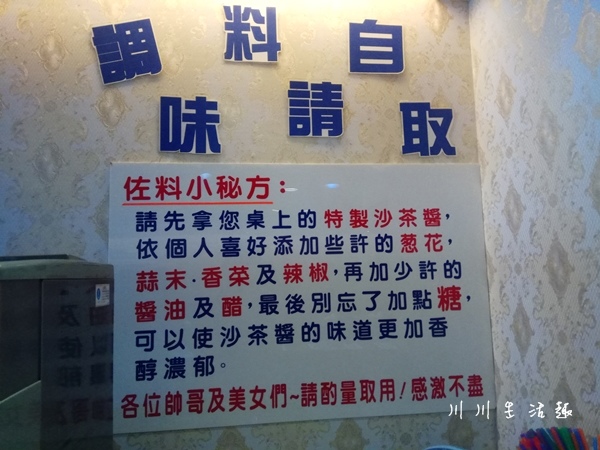 調味料請自取
佐料小秘方：
請先拿您桌上的特製沙茶醬，
依個人喜好添加些許的葱花，
蒜末．香菜及辣椒，再加少許的
醬油及醋，最後別忘了加點糖，
可以使沙茶醬的味道更加香
醇濃郁。
各位帥哥及美女們~請酌量取用！感激不盡
川川生活趣